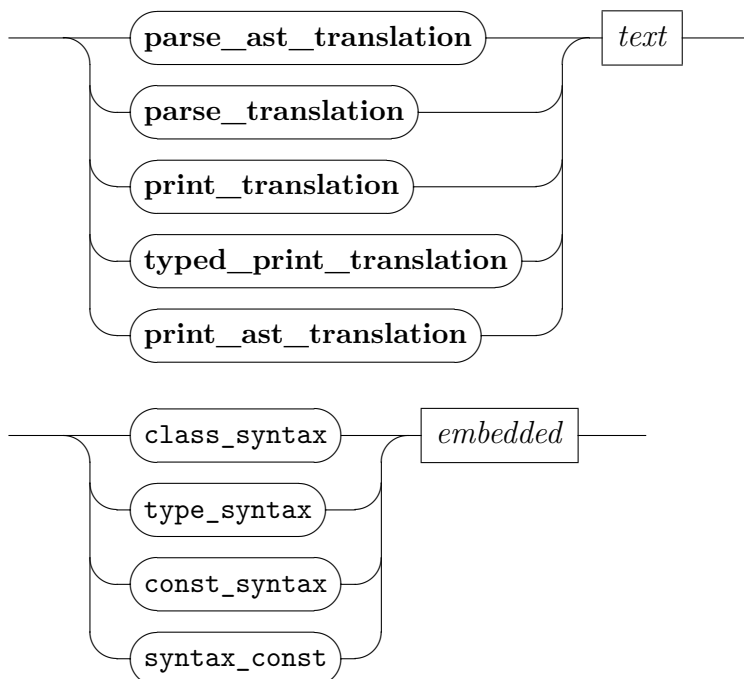 parse_ast_translation text
parse_translation
print_translation
typed_print_translation
print_ast_translation
class_syntax embedded
type_syntax
const_syntax
syntax_const